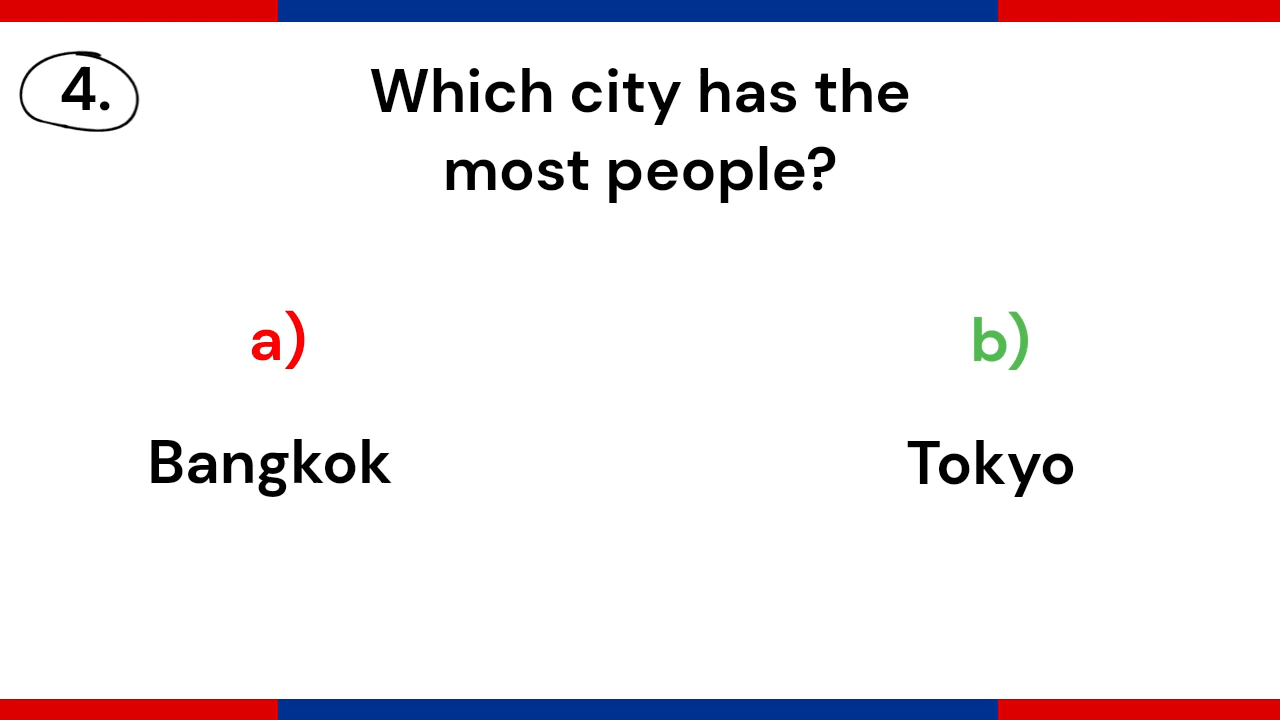 4.
Which city has the
most people?
a)
b)
Bangkok
Tokyo